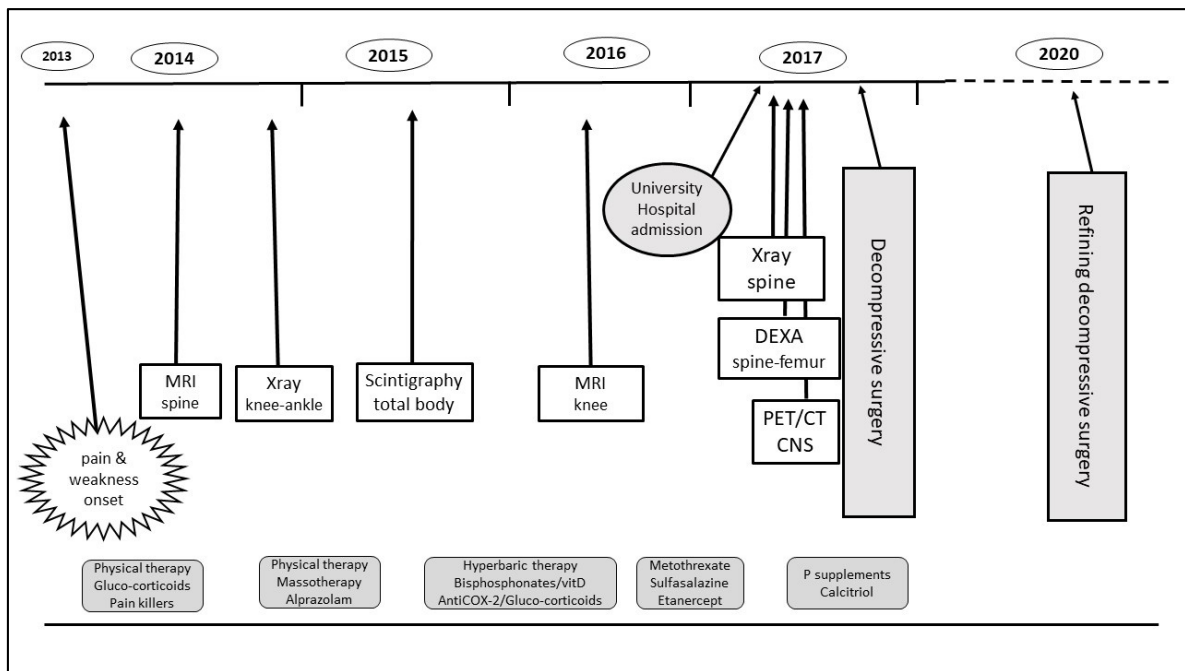 2013
2014
2015
2016
2017
2020
University
Hospital
admission
Xray
spine
DEXA
spine-femur
PET/CT
CNS
Decompressive surgery
Refining decompressive surgery
MRI
spine
Xray
knee-ankle
Scintigraphy
total body
MRI
knee
pain &
weakness
onset
Physical therapy
Gluco-corticoids
Pain killers
Physical therapy
Massotherapy
Alprazolam
Hyperbaric therapy
Bisphosphonates/vitD
AntiCOX-2/Gluco-corticoids
Metothrexate
Sulfasalazine
Etanercept
P supplements
Calcitriol